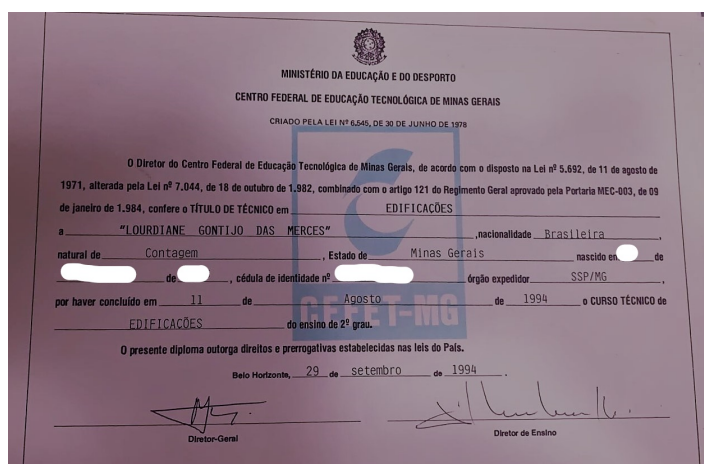 MINISTÉRIO DA EDUCAÇÃO E DO DESPORTO
CENTRO FEDERAL DE EDUCAÇÃO TECNOLÓGICA DE MINAS GERAIS
CRIADO PELA LEI Nº 6.545, DE 30 DE JUNHO DE 1978
O Diretor do Centro Federal de Educação Tecnológica de Minas Gerais, de acordo com o disposto na Lei nº 5.692, de 11 de agosto de
1971, alterada pela Lei nº 7.044, de 18 de outubro de 1.982, combinado com o artigo 121 do Regimento Geral aprovado pela Portaria MEC-003, de 09
de janeiro de 1.984, confere o TÍTULO DE TÉCNICO em EDIFICAÇÕES
a "LOURDIANE GONTIJO DAS MERCES" ,nacionalidade Brasileira,
natural de Contagem, Estado de Minas Gerais nascido em de
de , cédula de identidade nº órgão expedidor SSP/MG,
por haver concluído em 11 de Agosto de 1994 o CURSO TÉCNICO de
EDIFICAÇÕES do ensino de 2º grau.
CEFET-MG
O presente diploma outorga direitos e prerrogativas estabelecidas nas leis do País.
Belo Horizonte, 29 de setembro de 1994.
Diretor-Geral
Diretor de Ensino